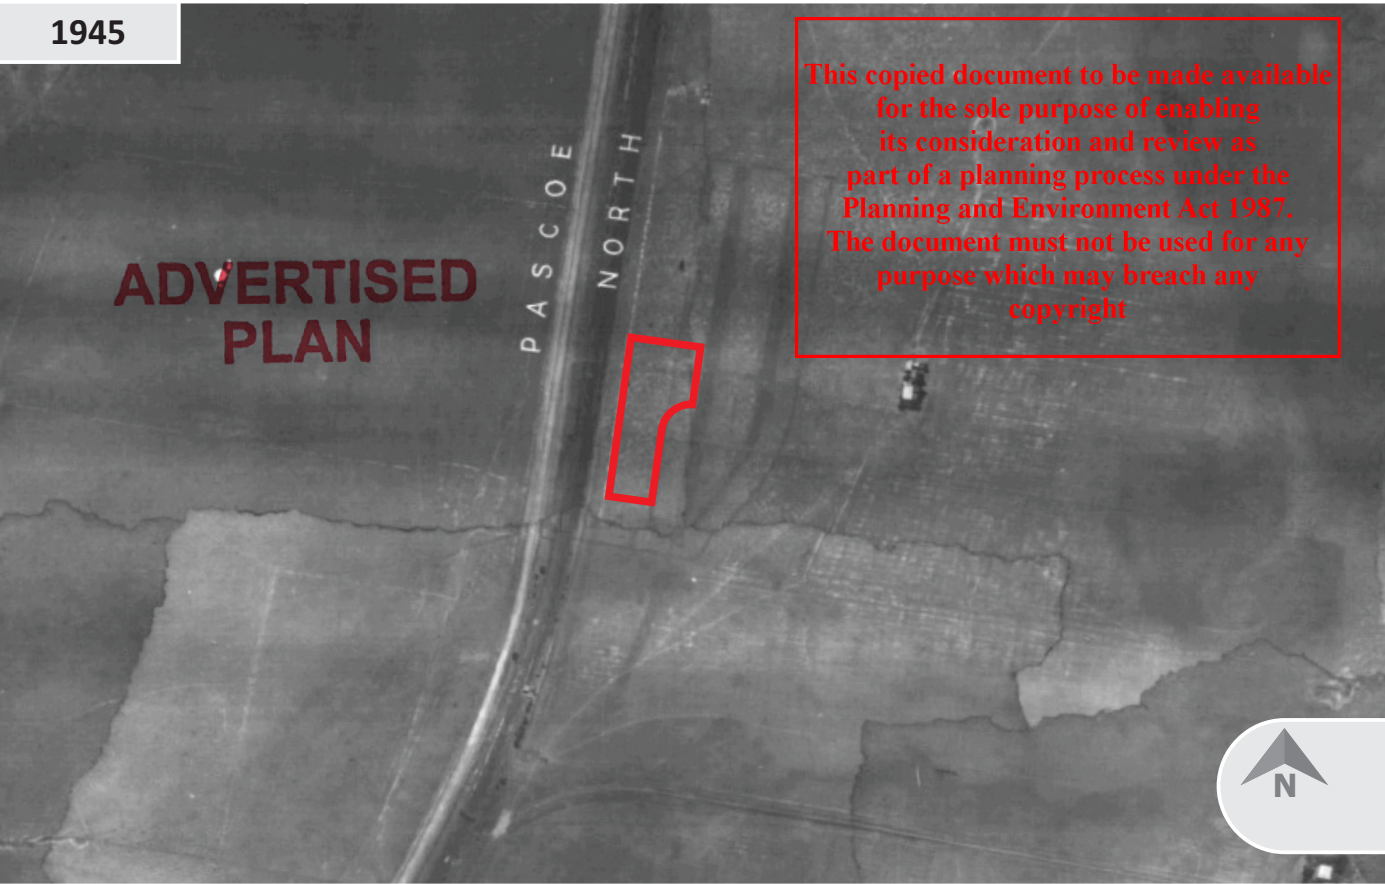 1945
This copied document to be made available
for the sole purpose of enabling
its consideration and review as
part of a planning process under the
Planning and Environment Act 1987.
The document must not be used for any
purpose which may breach any
copyright
PASCOE
NORTH
ADVERTISED
PLAN
N